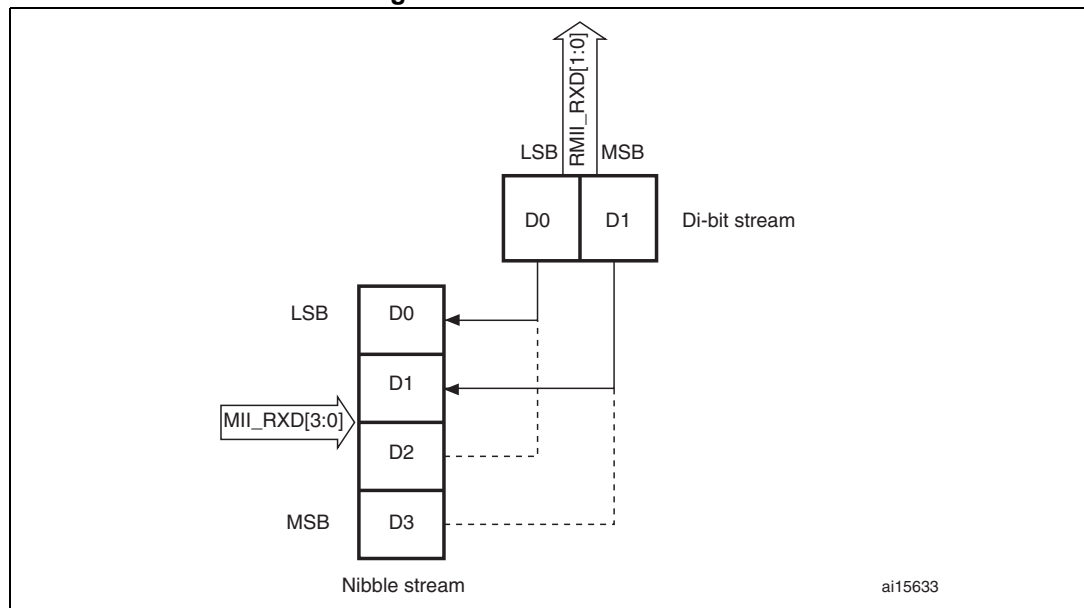 RMII_RXD[1:0]
LSB MSB
D0 D1 Di-bit stream
LSB D0
D1
MII_RXD[3:0]
D2
MSB D3
Nibble stream
ai15633